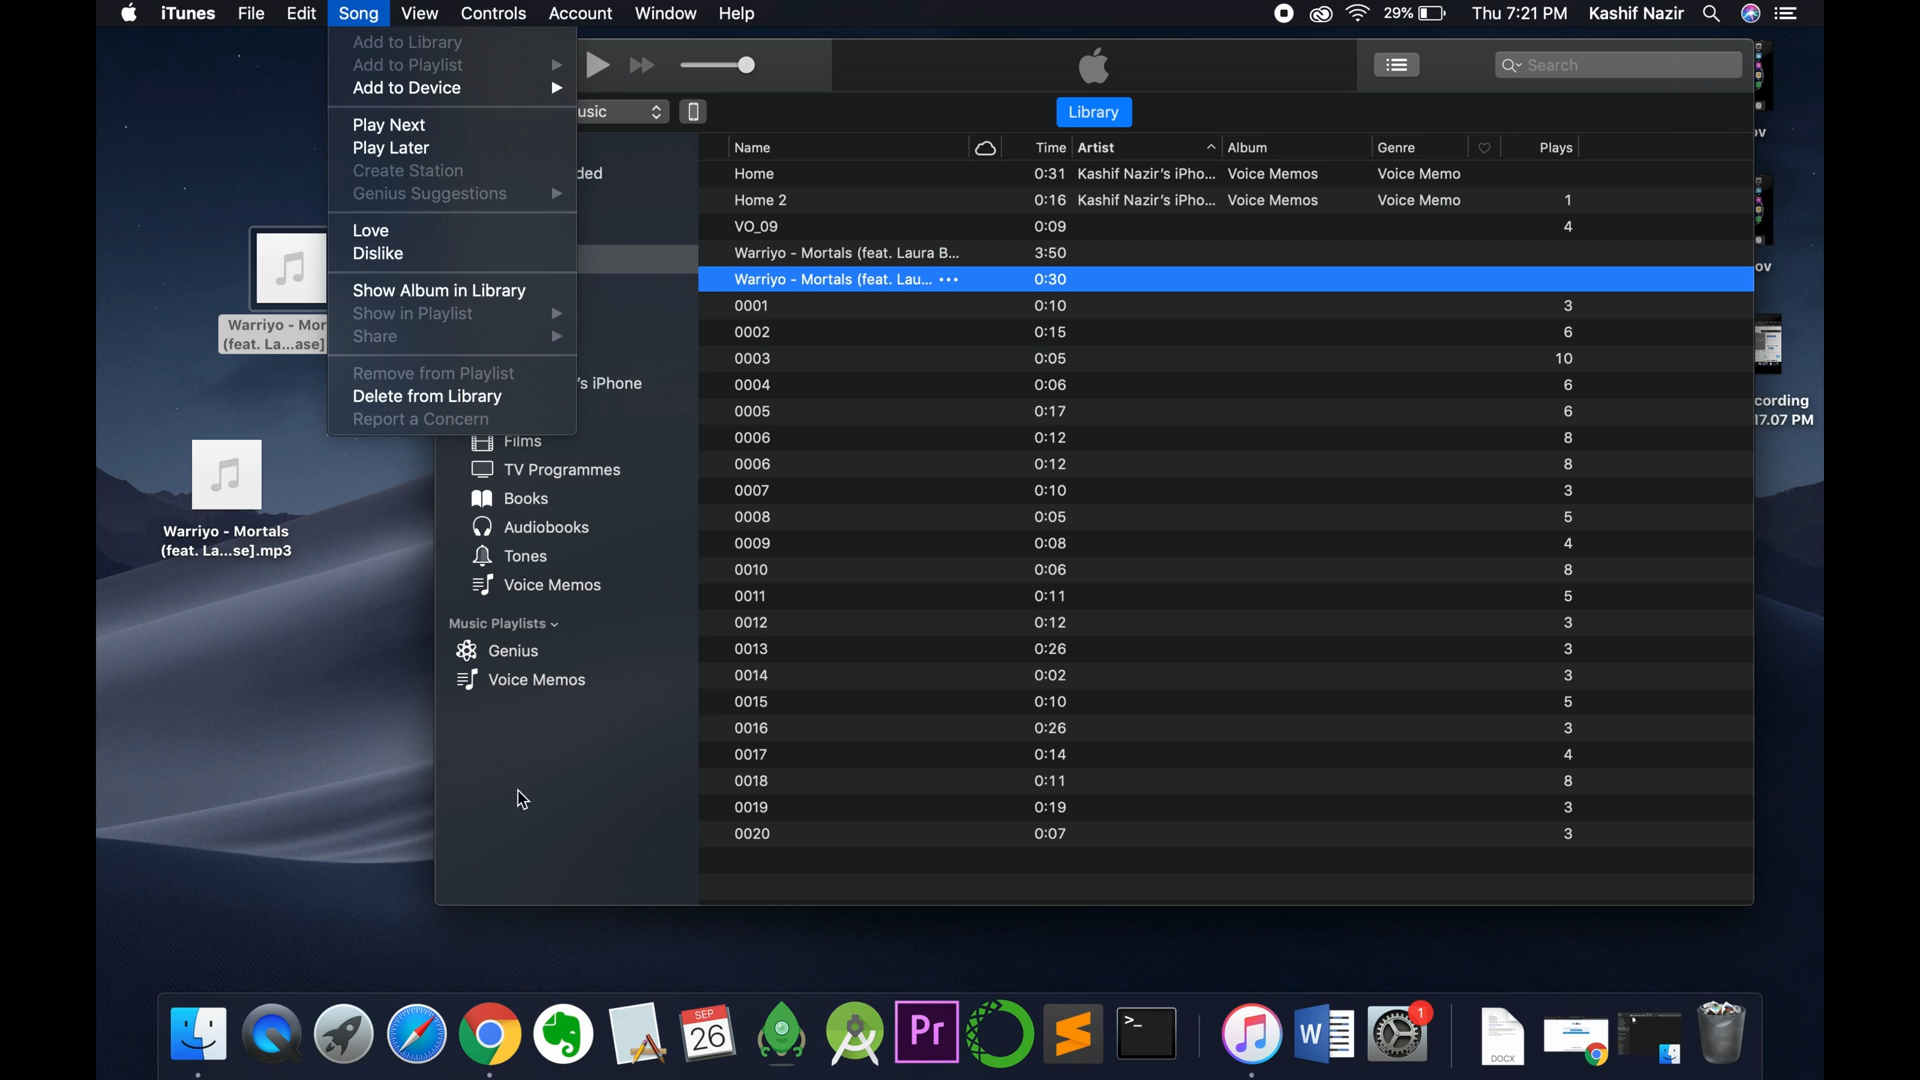 iTunes File Edit Song View Controls Account Window Help 29% Thu 7:21 PM Kashif Nazir
Add to Library
Add to Playlist
Add to Device
Play Next
Play Later
Create Station
Genius Suggestions
Love
Dislike
Show Album in Library
Show in Playlist
Share
Remove from Playlist
Delete from Library
Report a Concern
Search
usic
Library
ded
's iPhone
Films
TV Programmes
Books
Audiobooks
Tones
Voice Memos
Music Playlists
Genius
Voice Memos
Name Time Artist Album Genre Plays
Home 0:31 Kashif Nazir's iPho... Voice Memos Voice Memo
Home 2 0:16 Kashif Nazir's iPho... Voice Memos Voice Memo 1
VO_09 0:09 4
Warriyo - Mortals (feat. Laura B... 3:50
Warriyo - Mortals (feat. Lau... ••• 0:30
0001 0:10 3
0002 0:15 6
0003 0:05 10
0004 0:06 6
0005 0:17 6
0006 0:12 8
0006 0:12 8
0007 0:10 3
0008 0:05 5
0009 0:08 4
0010 0:06 8
0011 0:11 5
0012 0:12 3
0013 0:26 3
0014 0:02 3
0015 0:10 5
0016 0:26 3
0017 0:14 4
0018 0:11 8
0019 0:19 3
0020 0:07 3
Warriyo - Mor
(feat. La...ase]
Warriyo - Mortals
(feat. La...se].mp3
ov
ov
cording
17.07 PM
SEP
26
Pr
>_
W
1
DOCX